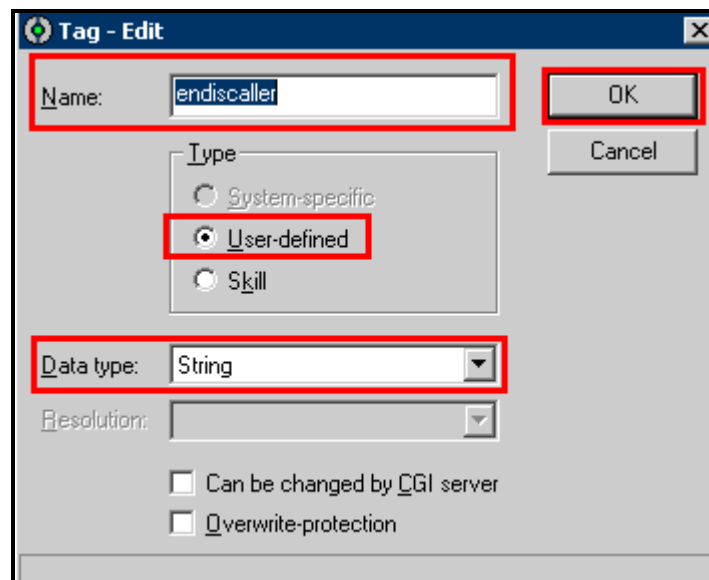 Tag - Edit
Name: endiscaller
OK
Cancel
Type
System-specific
User-defined
Skill
Data type: String
Resolution:
Can be changed by CGI server
Overwrite-protection